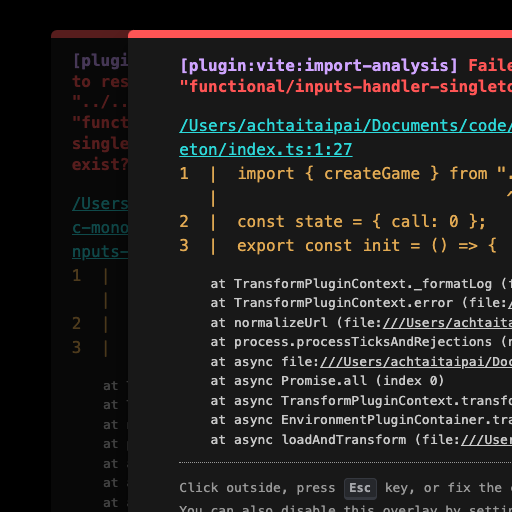 [plugin:vite:import-analysis] Faile
"functional/inputs-handler-singleto
/Users/achtaitaipai/Documents/code/
eton/index.ts:1:27
1 | import { createGame } from ".
| ^
2 | const state = { call: 0 };
3 | export const init = () => {
at TransformPluginContext._formatLog (f
at TransformPluginContext.error (file:/
at normalizeUrl (file:///Users/achtaita
at process.processTicksAndRejections (n
at async file:///Users/achtaitaipai/Doc
at async Promise.all (index 0)
at async TransformPluginContext.transfo
at async EnvironmentPluginContainer.tra
at async loadAndTransform (file:///User
Click outside, press Esc key, or fix the
You can also disable this overlay by settin
[plugi
to res
"../..
"funct
single
exist?
/Users
c-mono
nputs-
1 |
|
2 |
3 |
at T
at
at
at
at
at
at